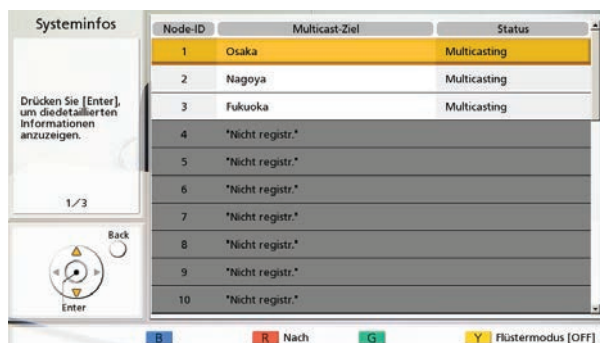 Systeminfos
Drücken Sie [Enter],
um diedetaillierten
Informationen
anzuzeigen.
1/3
Back
Enter
Node-ID Multicast-Ziel Status
1 Osaka Multicasting
2 Nagoya Multicasting
3 Fukuoka Multicasting
4 "Nicht registr."
5 "Nicht registr."
6 "Nicht registr."
7 "Nicht registr."
8 "Nicht registr."
9 "Nicht registr."
10 "Nicht registr."
B R Nach G Y Flüstermodus [OFF]